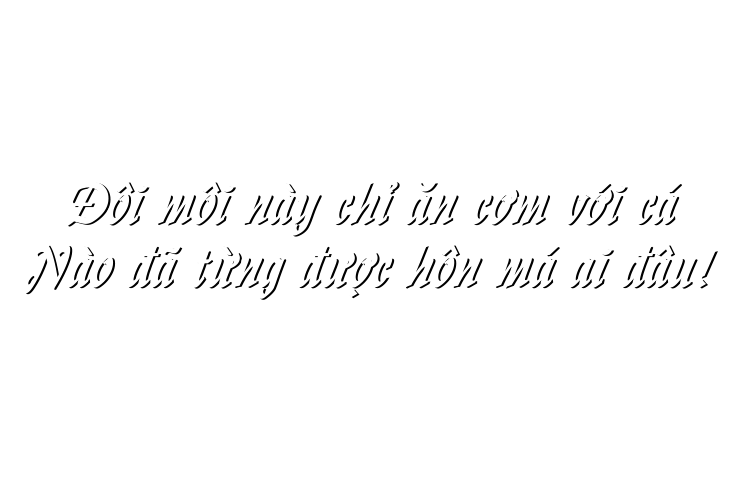 Đôi môi này chỉ ăn cơm với cá
Nào đã từng được hôn má ai đâu!